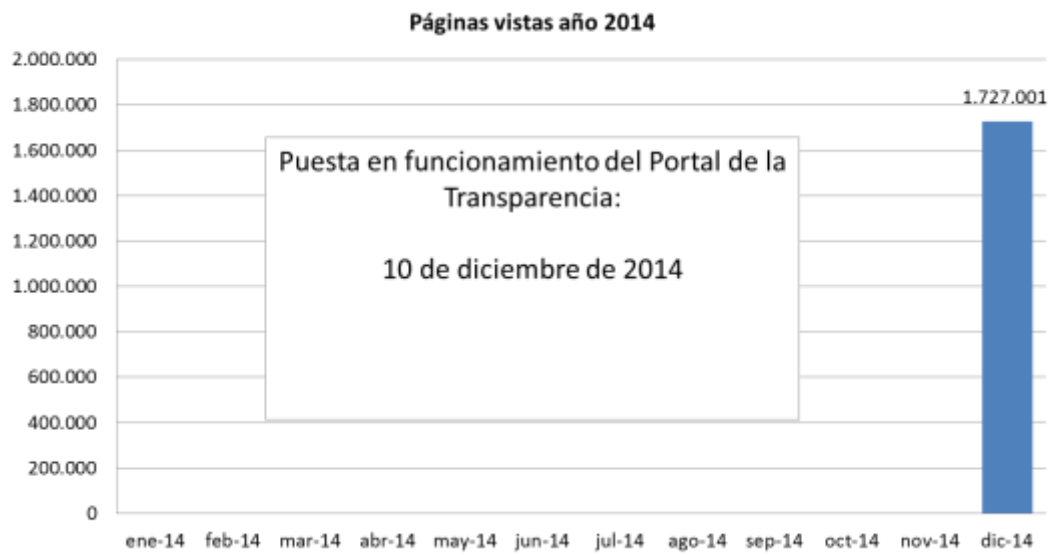 Páginas vistas año 2014
2.000.000
1.800.000
1.600.000
1.400.000
1.200.000
1.000.000
800.000
600.000
400.000
200.000
0
1.727.001
Puesta en funcionamiento del Portal de la
Transparencia:
10 de diciembre de 2014
ene-14 feb-14 mar-14 abr-14 may-14 jun-14 jul-14 ago-14 sep-14 oct-14 nov-14 dic-14